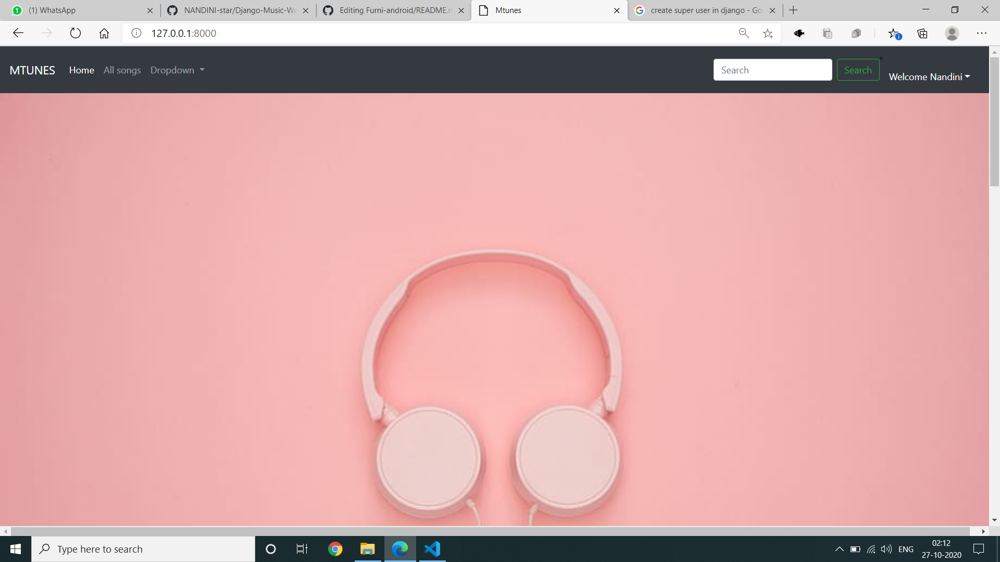 (1) WhatsApp
NANDINI-star/Django-Music-We
Editing Furni-android/README.m
Mtunes
create super user in django - Goo
127.0.0.1:8000
MTUNES Home All songs Dropdown
Search Search Welcome Nandini
Type here to search
ENG
02:12
27-10-2020